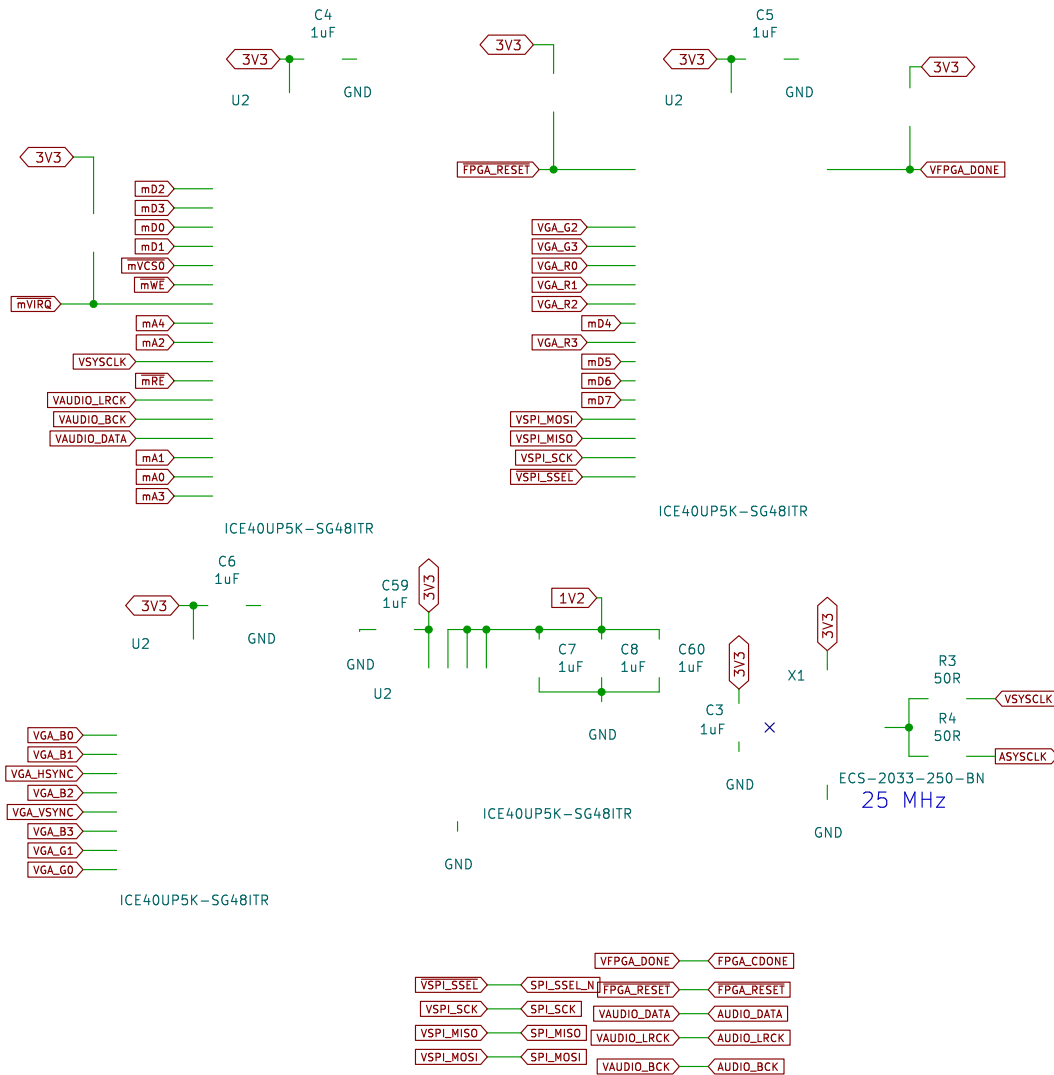 C4
1uF
3V3
GND
U2
3V3
mD2
mD3
mD0
mD1
mVCS0
mWE
mVIRQ
mA4
mA2
VSYSCLK
mRE
VAUDIO_LRCK
VAUDIO_BCK
VAUDIO_DATA
mA1
mA0
mA3
ICE40UP5K-SG48ITR
C5
1uF
3V3
3V3
3V3
GND
U2
FPGA_RESET
VFPGA_DONE
VGA_G2
VGA_G3
VGA_R0
VGA_R1
VGA_R2
mD4
VGA_R3
mD5
mD6
mD7
VSPI_MOSI
VSPI_MISO
VSPI_SCK
VSPI_SSEL
ICE40UP5K-SG48ITR
C6
1uF
3V3
GND
U2
VGA_B0
VGA_B1
VGA_HSYNC
VGA_B2
VGA_VSYNC
VGA_B3
VGA_G1
VGA_G0
ICE40UP5K-SG48ITR
C59
1uF
3V3
GND
U2
1V2
C7
1uF
C8
1uF
C60
1uF
GND
ICE40UP5K-SG48ITR
GND
3V3
C3
1uF
GND
3V3
X1
ECS-2033-250-BN
25 MHz
GND
R3
50R
VSYSCLK
R4
50R
ASYSCLK
VSPI_SSEL SPI_SSEL_N
VSPI_SCK SPI_SCK
VSPI_MISO SPI_MISO
VSPI_MOSI SPI_MOSI
VFPGA_DONE FPGA_CDONE
FPGA_RESET FPGA_RESET
VAUDIO_DATA AUDIO_DATA
VAUDIO_LRCK AUDIO_LRCK
VAUDIO_BCK AUDIO_BCK